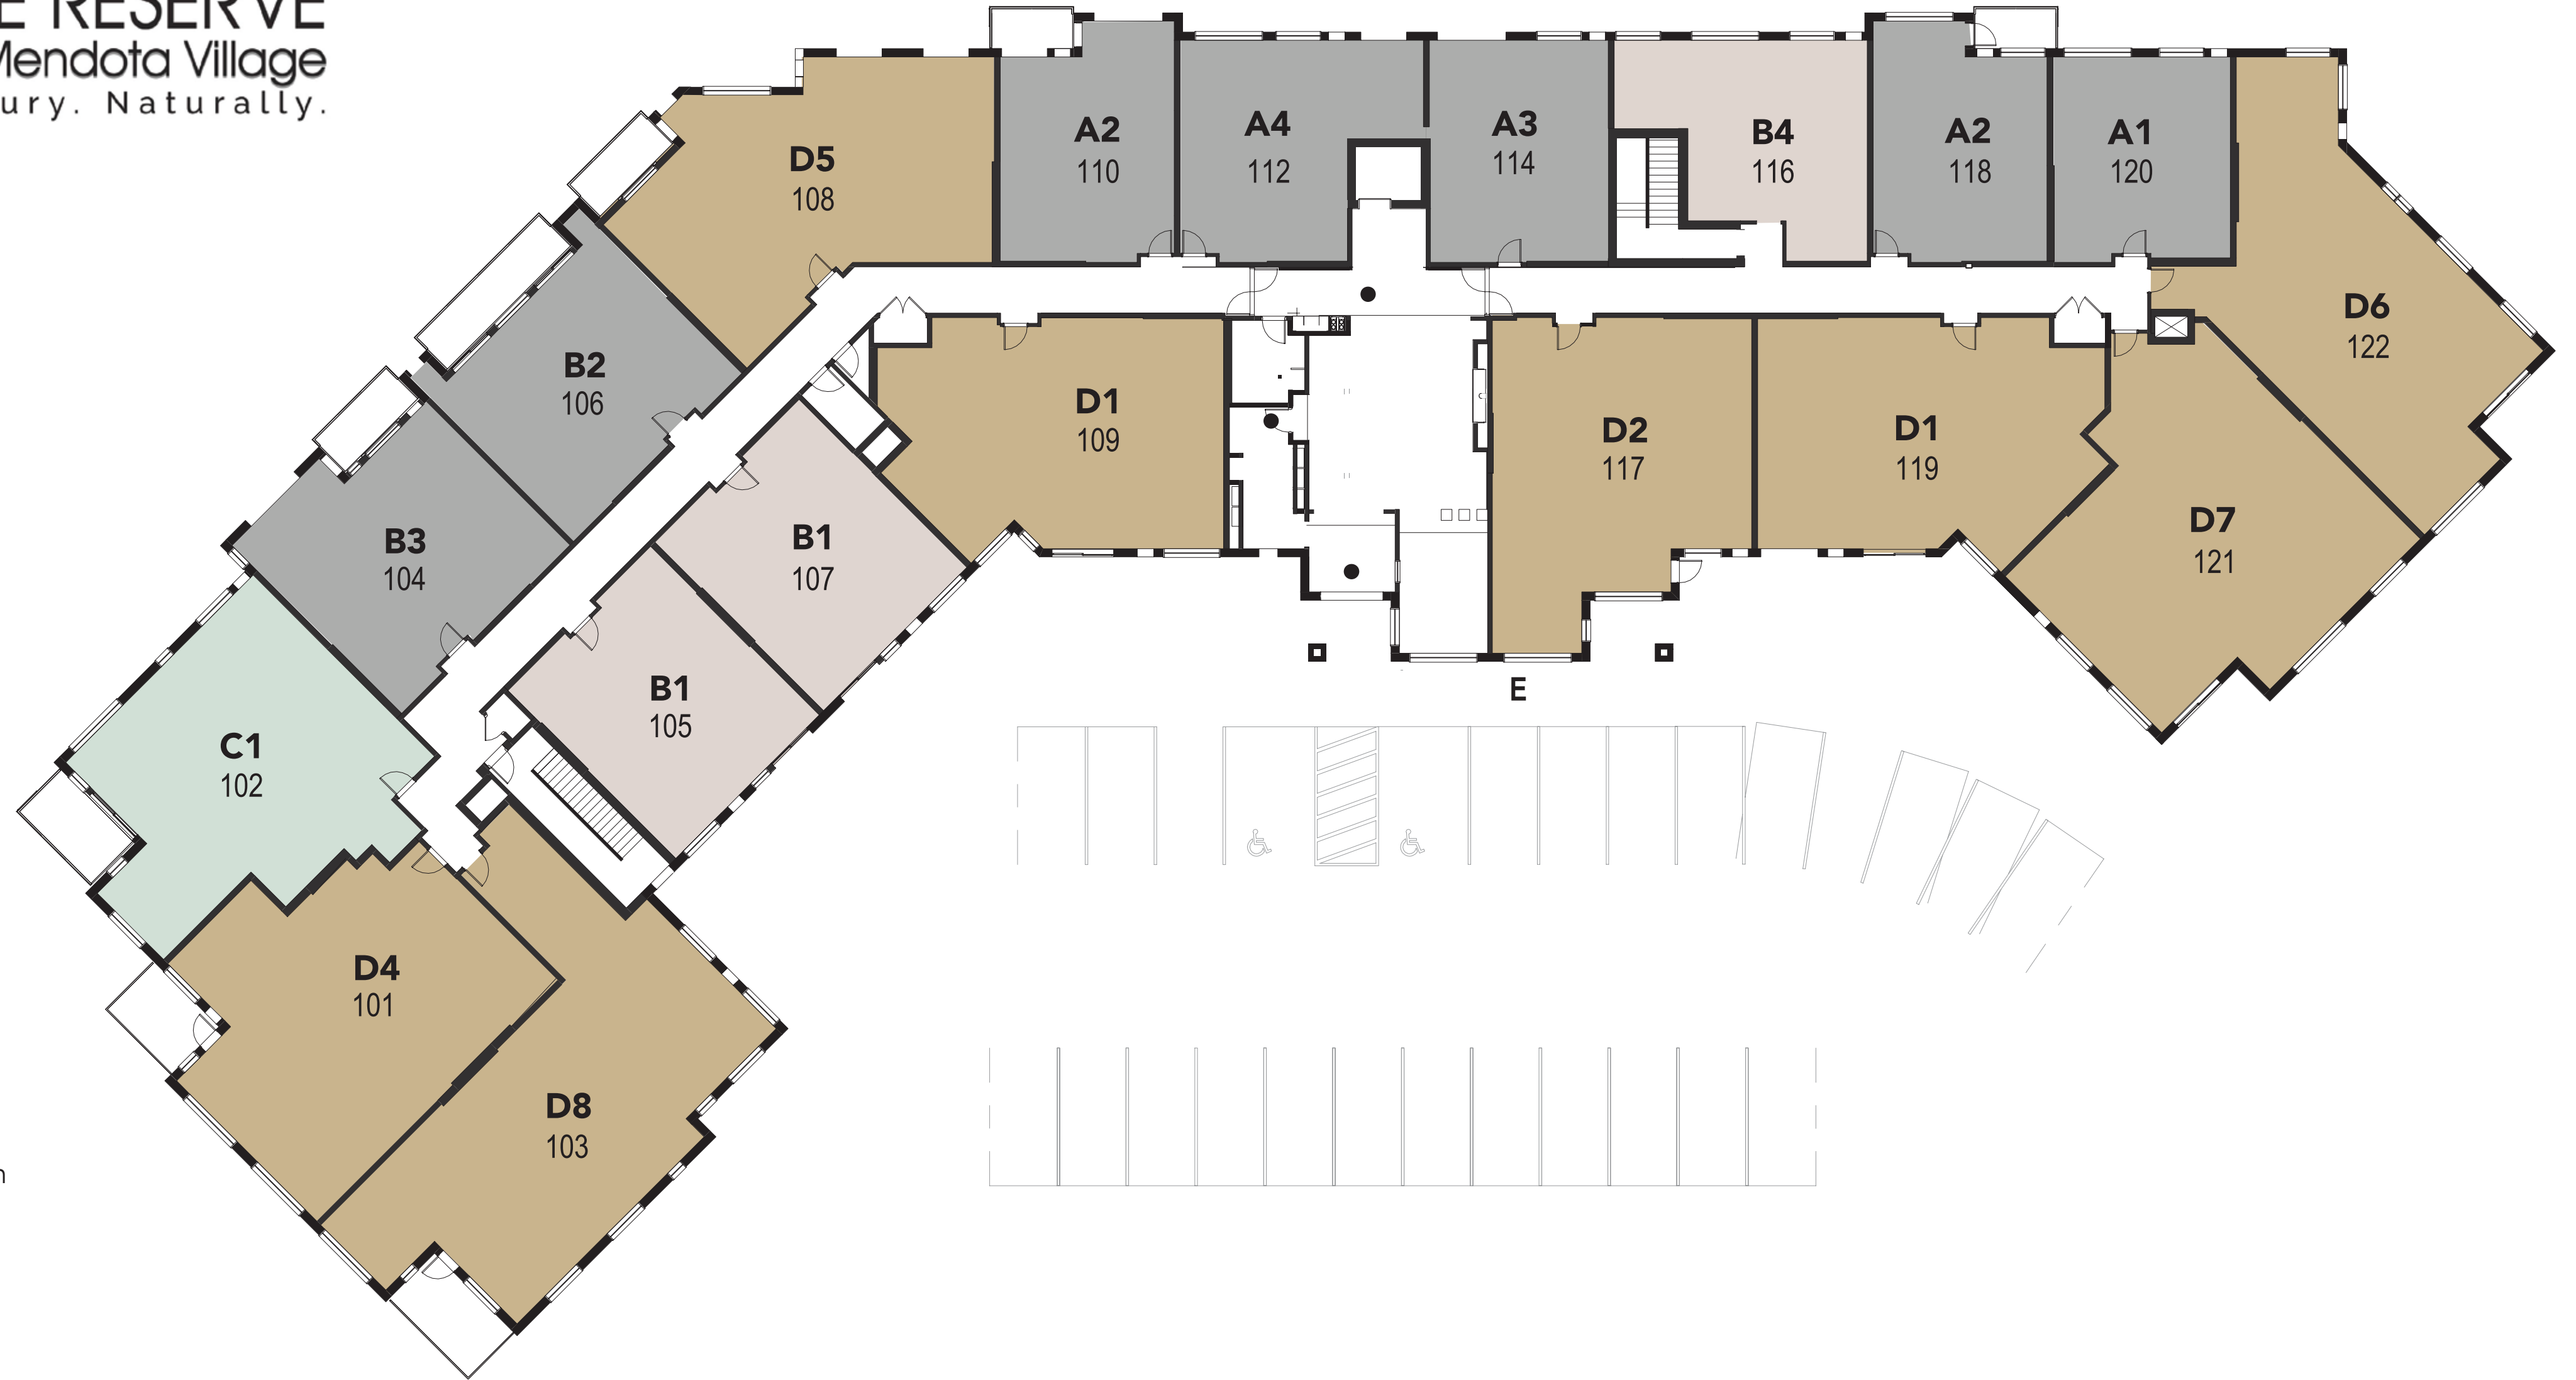 E RESERVE
Mendota Village
ury. Naturally.
D5
108
A2
110
A4
112
A3
114
B4
116
A2
118
A1
120
D6
122
B2
106
D1
109
D2
117
D1
119
D7
121
B3
104
B1
107
B1
105
E
C1
102
D4
101
D8
103
n